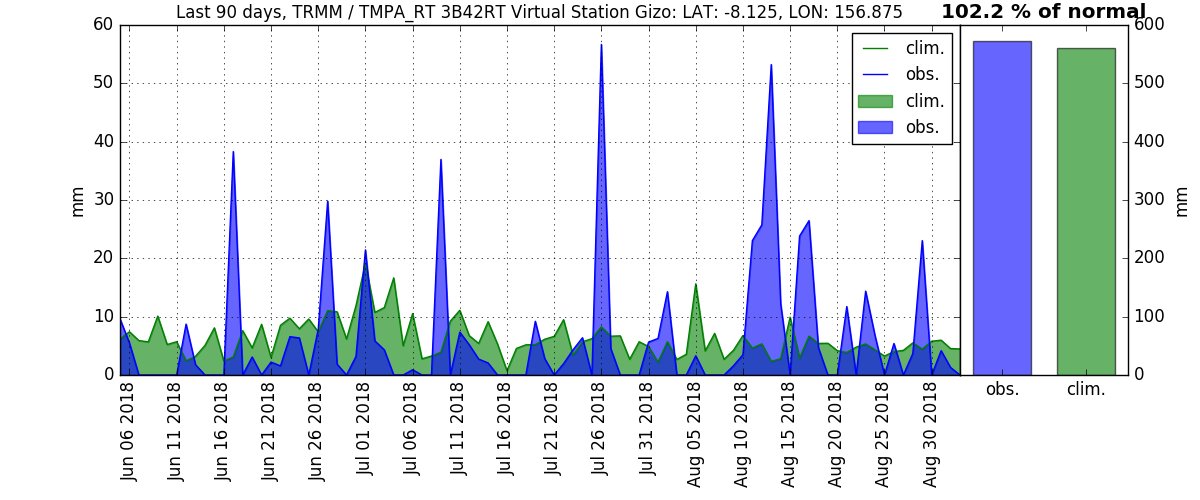 Last 90 days, TRMM / TMPA_RT 3B42RT Virtual Station Gizo: LAT: -8.125, LON: 156.875
102.2 % of normal
60
50
40
30
20
10
0
mm
clim.
obs.
clim.
obs.
600
500
400
300
200
100
0
mm
obs.
clim.
Jun 06 2018
Jun 11 2018
Jun 16 2018
Jun 21 2018
Jun 26 2018
Jul 01 2018
Jul 06 2018
Jul 11 2018
Jul 16 2018
Jul 21 2018
Jul 26 2018
Jul 31 2018
Aug 05 2018
Aug 10 2018
Aug 15 2018
Aug 20 2018
Aug 25 2018
Aug 30 2018